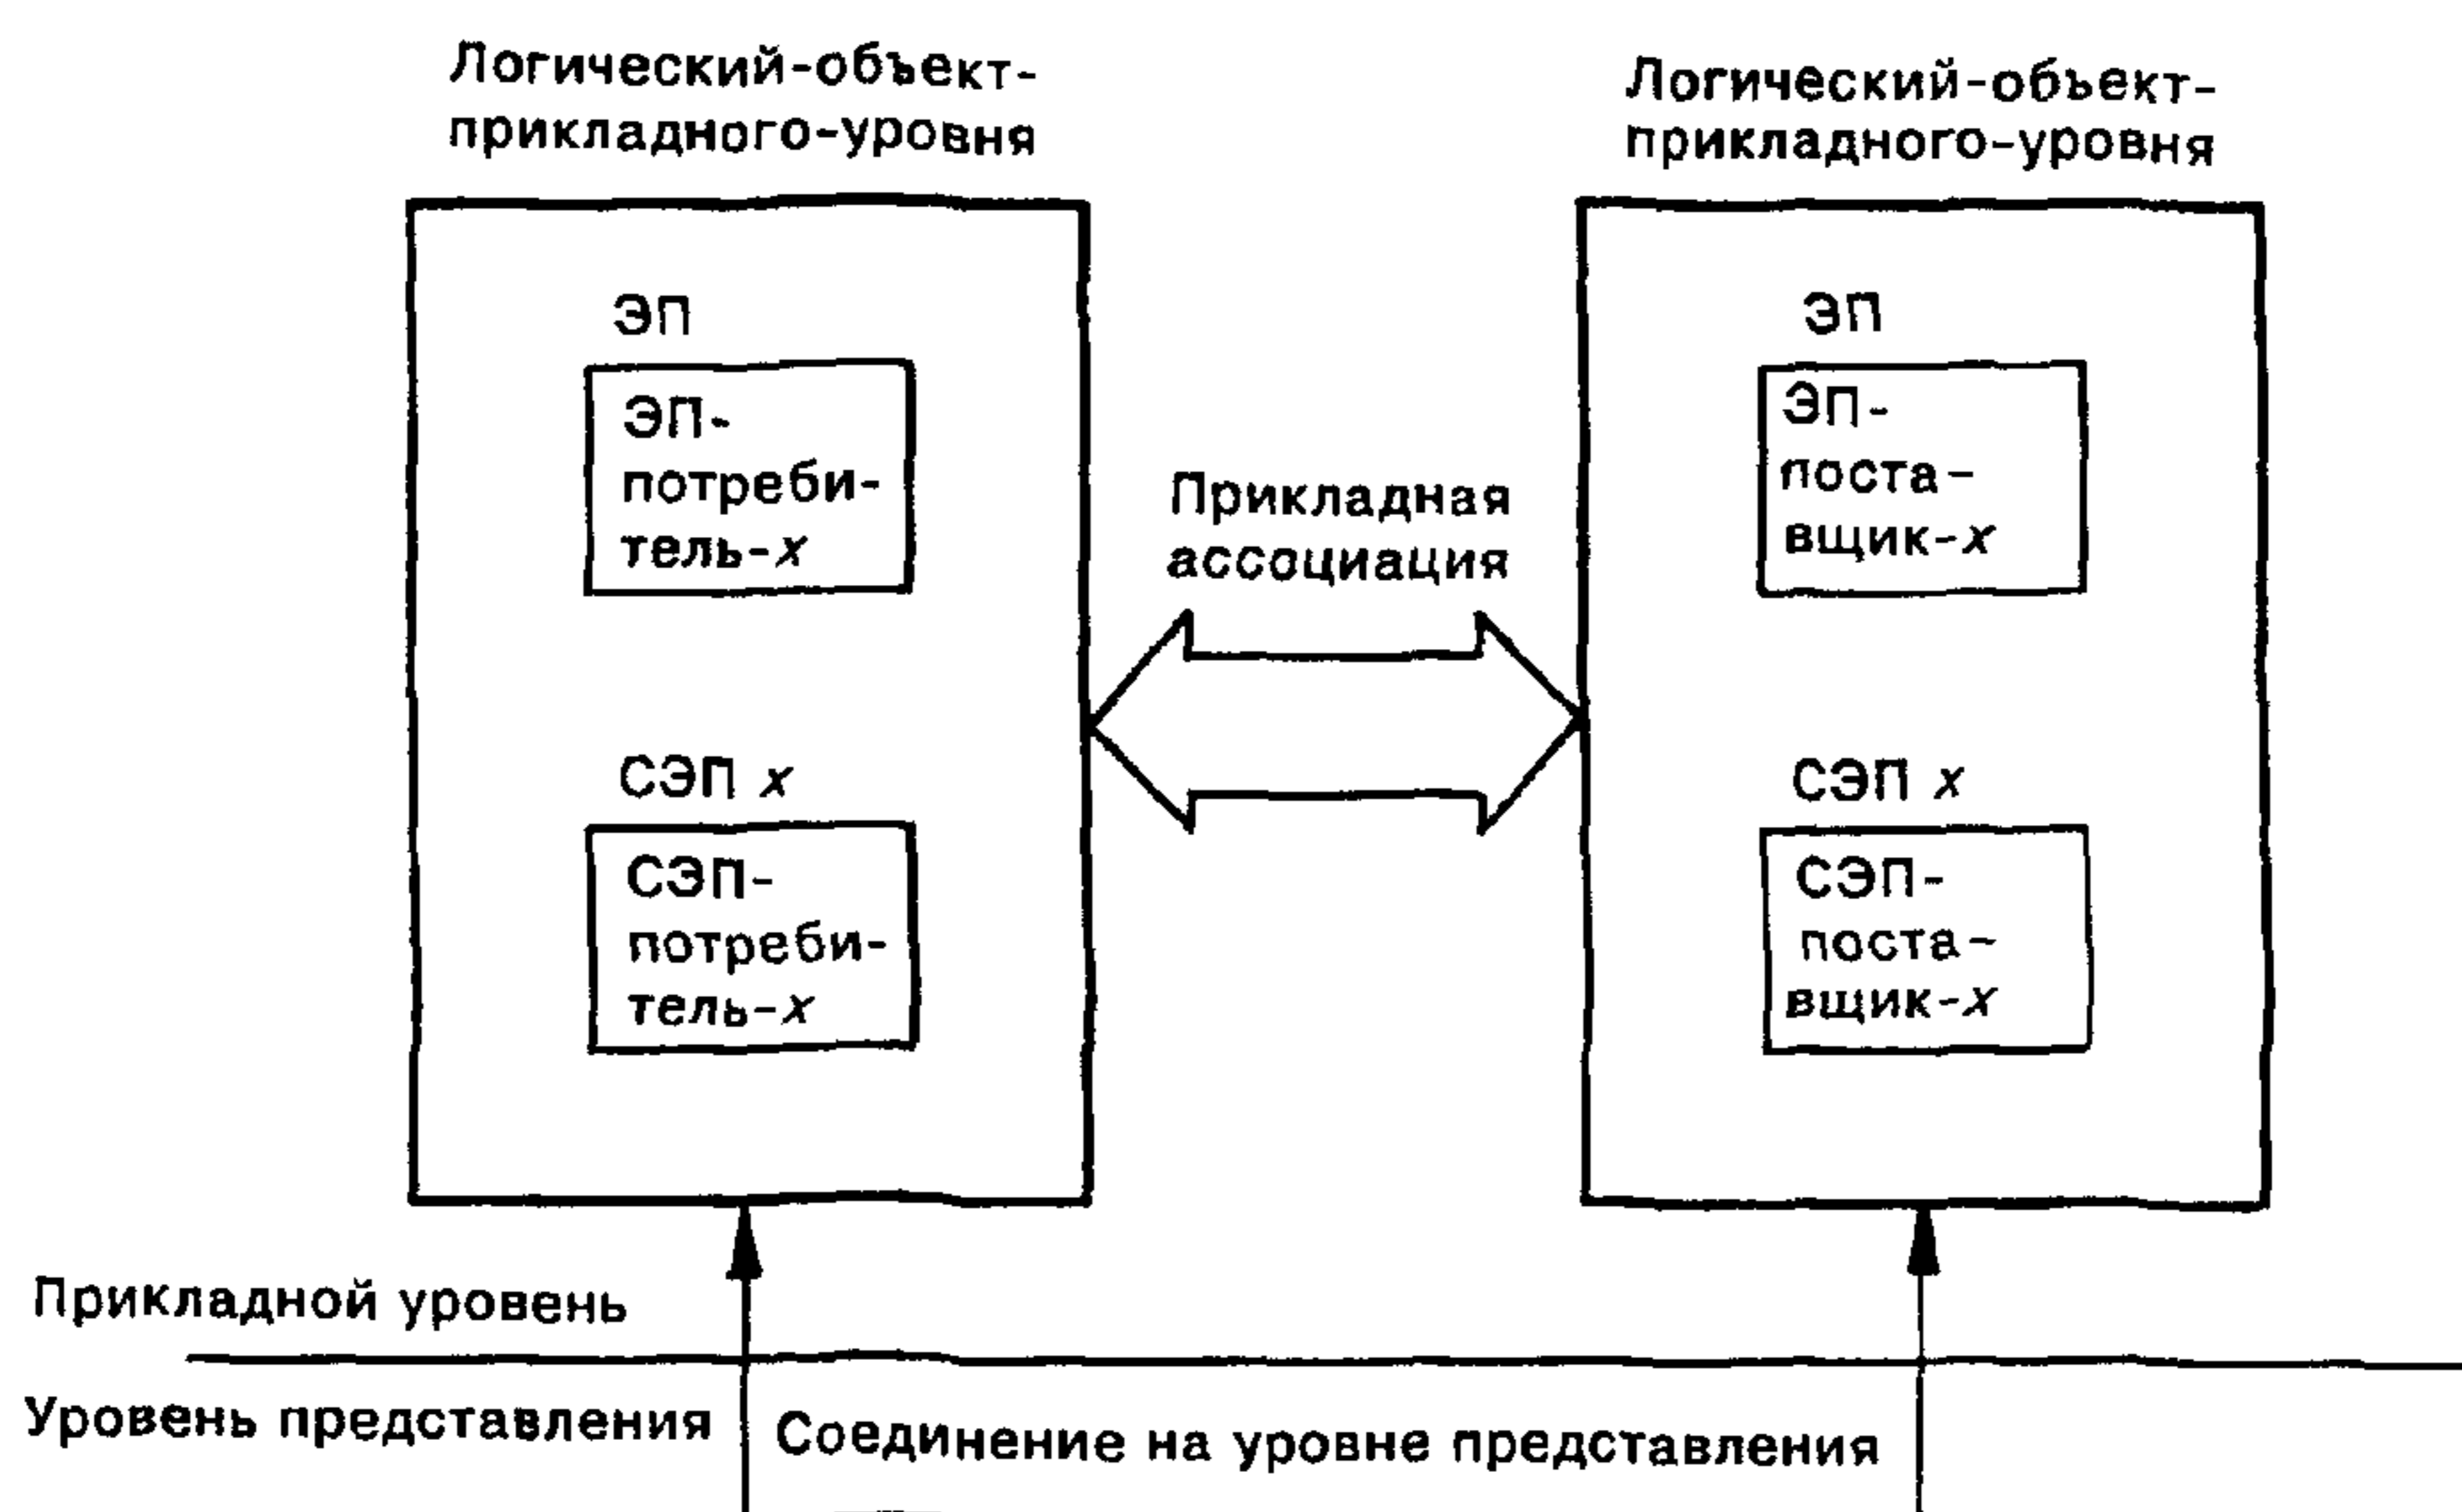 Логический-объект-
прикладного-уровня
ЭП
ЭП-
потреби-
тель-x
СЭП x
СЭП-
потреби-
тель-x
Прикладная
ассоциация
Логический-объект-
прикладного-уровня
ЭП
ЭП-
поста-
вщик-x
СЭП x
СЭП-
поста-
вщик-x
Прикладной уровень
Уровень представления
Соединение на уровне представления